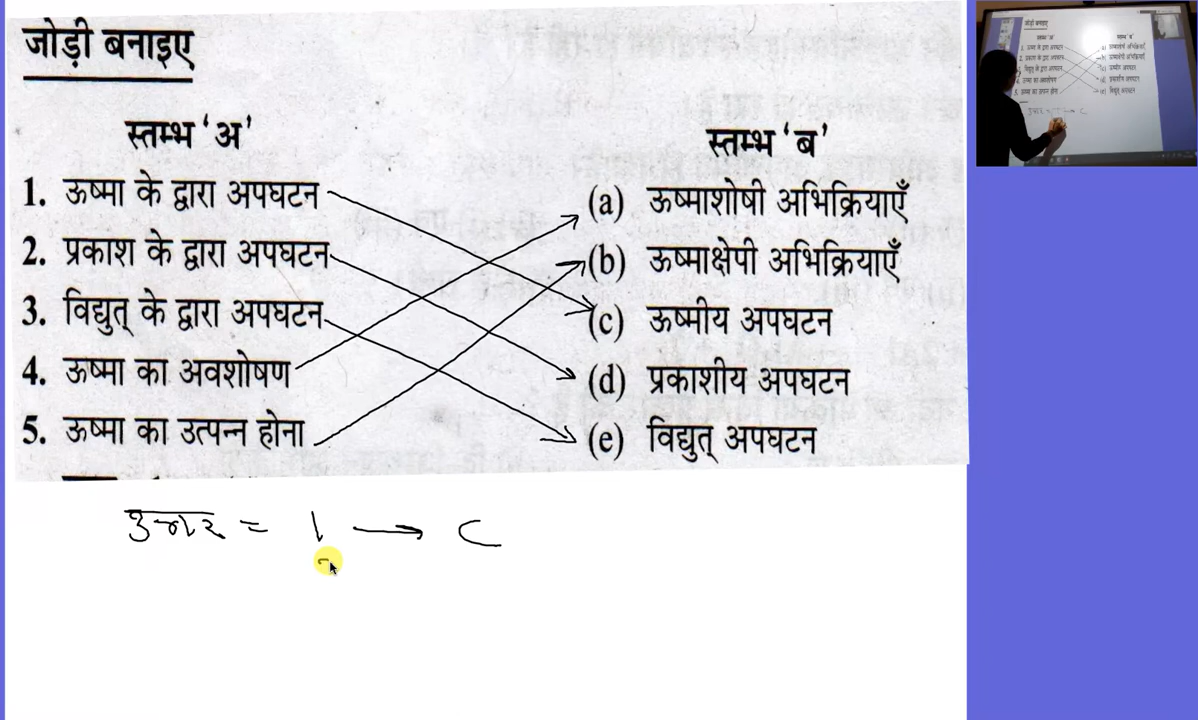 जोड़ी बनाइए
स्तम्भ 'अ' स्तम्भ 'ब'
1. ऊष्मा के द्वारा अपघटन (a) ऊष्माशोषी अभिक्रियाएँ
2. प्रकाश के द्वारा अपघटन (b) ऊष्माक्षेपी अभिक्रियाएँ
3. विद्युत् के द्वारा अपघटन (c) ऊष्मीय अपघटन
4. ऊष्मा का अवशोषण (d) प्रकाशीय अपघटन
5. ऊष्मा का उत्पन्न होना (e) विद्युत् अपघटन
उत्तर = 1 → C